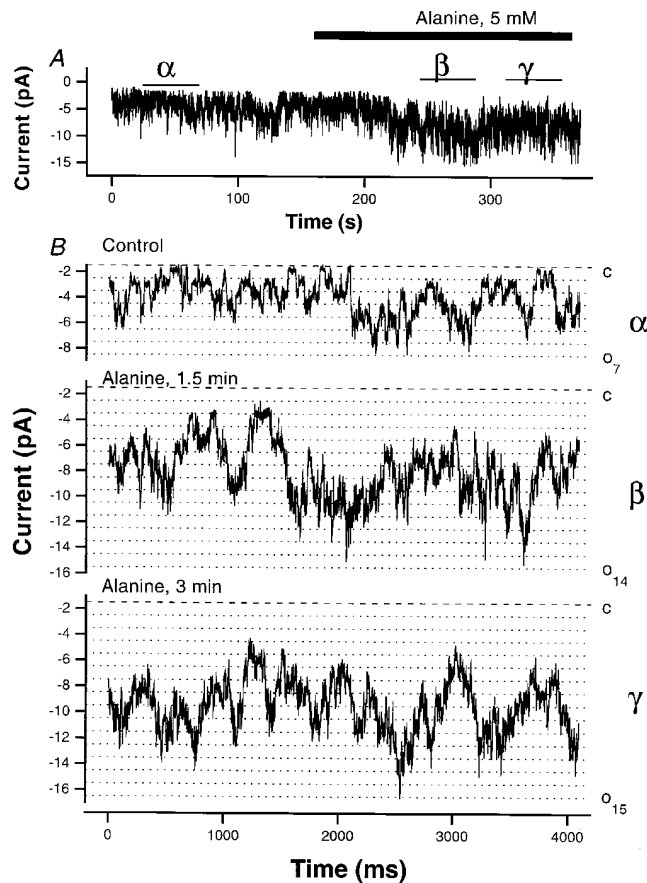 Alanine, 5 mM
A
α
β
γ
Current (pA)
0
-5
-10
-15
0
100
200
300
Time (s)
B
Control
-2
-4
-6
-8
c
o7
α
Alanine, 1.5 min
-2
-4
-6
-8
-10
-12
-14
-16
c
o14
β
Current (pA)
Alanine, 3 min
-2
-4
-6
-8
-10
-12
-14
-16
c
o15
γ
0
1000
2000
3000
4000
Time (ms)